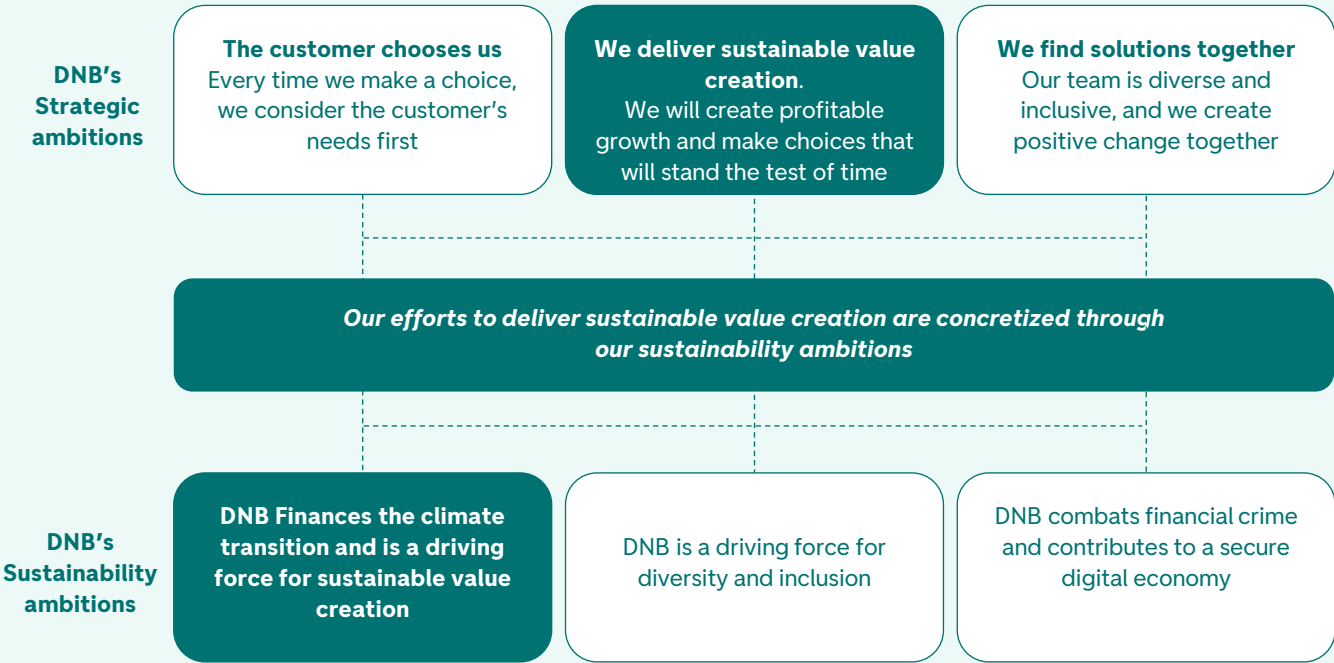 DNB's
Strategic
ambitions
The customer chooses us
Every time we make a choice,
we consider the customer's
needs first
We deliver sustainable value
creation.
We will create profitable
growth and make choices that
will stand the test of time
We find solutions together
Our team is diverse and
inclusive, and we create
positive change together
Our efforts to deliver sustainable value creation are concretized through
our sustainability ambitions
DNB's
Sustainability
ambitions
DNB Finances the climate
transition and is a driving
force for sustainable value
creation
DNB is a driving force for
diversity and inclusion
DNB combats financial crime
and contributes to a secure
digital economy